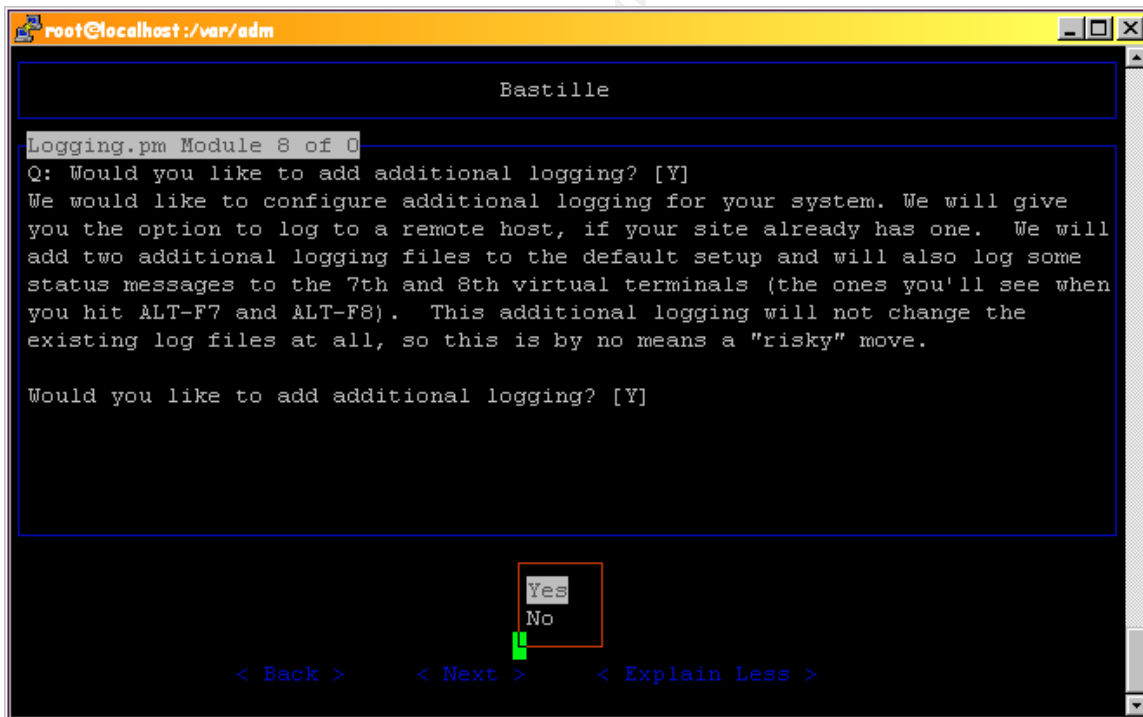 root@localhost:/var/adm
Bastille
Logging.pm Module 8 of 0
Q: Would you like to add additional logging? [Y]
We would like to configure additional logging for your system. We will give
you the option to log to a remote host, if your site already has one.  We will
add two additional logging files to the default setup and will also log some
status messages to the 7th and 8th virtual terminals (the ones you'll see when
you hit ALT-F7 and ALT-F8).  This additional logging will not change the
existing log files at all, so this is by no means a "risky" move.
Would you like to add additional logging? [Y]
Yes
No
< Back >  < Next >  < Explain Less >